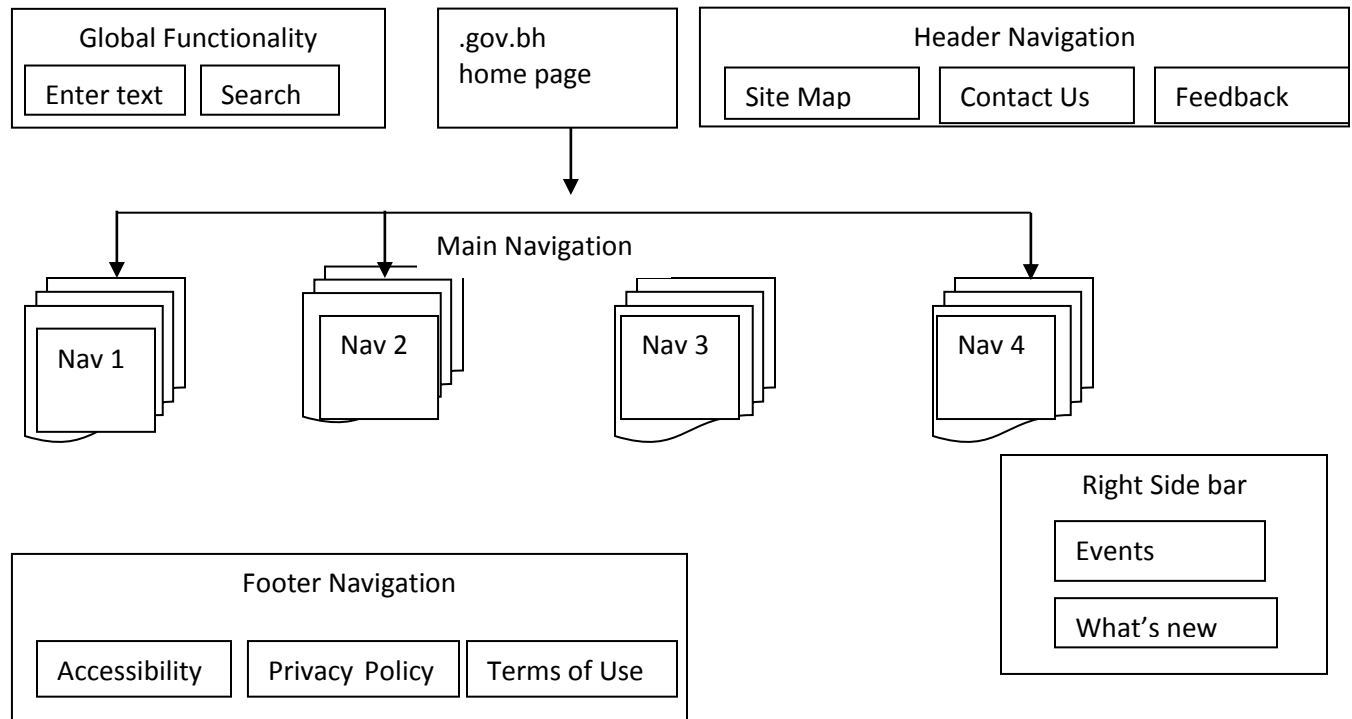 Global Functionality
Enter text
Search
.gov.bh
home page
Header Navigation
Site Map
Contact Us
Feedback
Main Navigation
Nav 1
Nav 2
Nav 3
Nav 4
Right Side bar
Events
What's new
Footer Navigation
Accessibility
Privacy Policy
Terms of Use